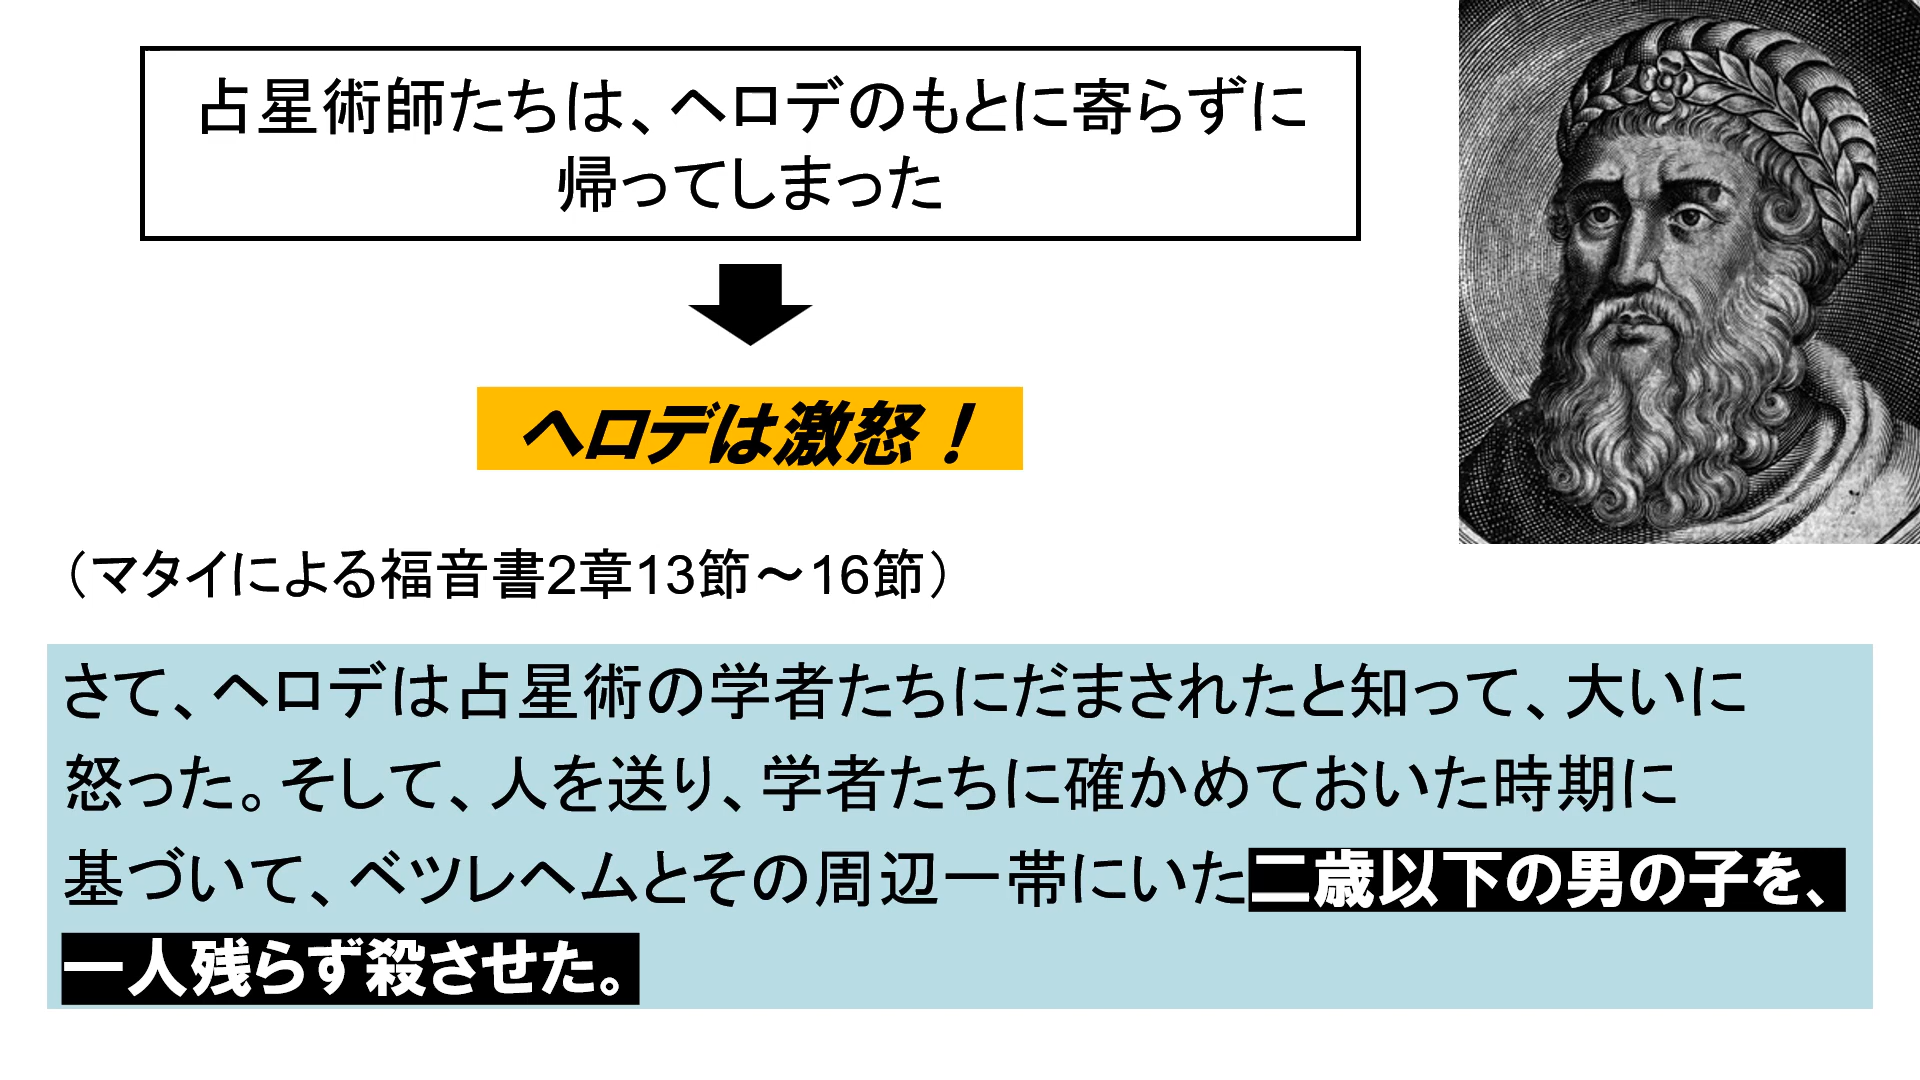 占星術師たちは、ヘロデのもとに寄らずに
帰ってしまった
ヘロデは激怒！
（マタイによる福音書2章13節～16節）
さて、ヘロデは占星術の学者たちにだまされたと知って、大いに
怒った。そして、人を送り、学者たちに確かめておいた時期に
基づいて、ベツレヘムとその周辺一帯にいた二歳以下の男の子を、
一人残らず殺させた。